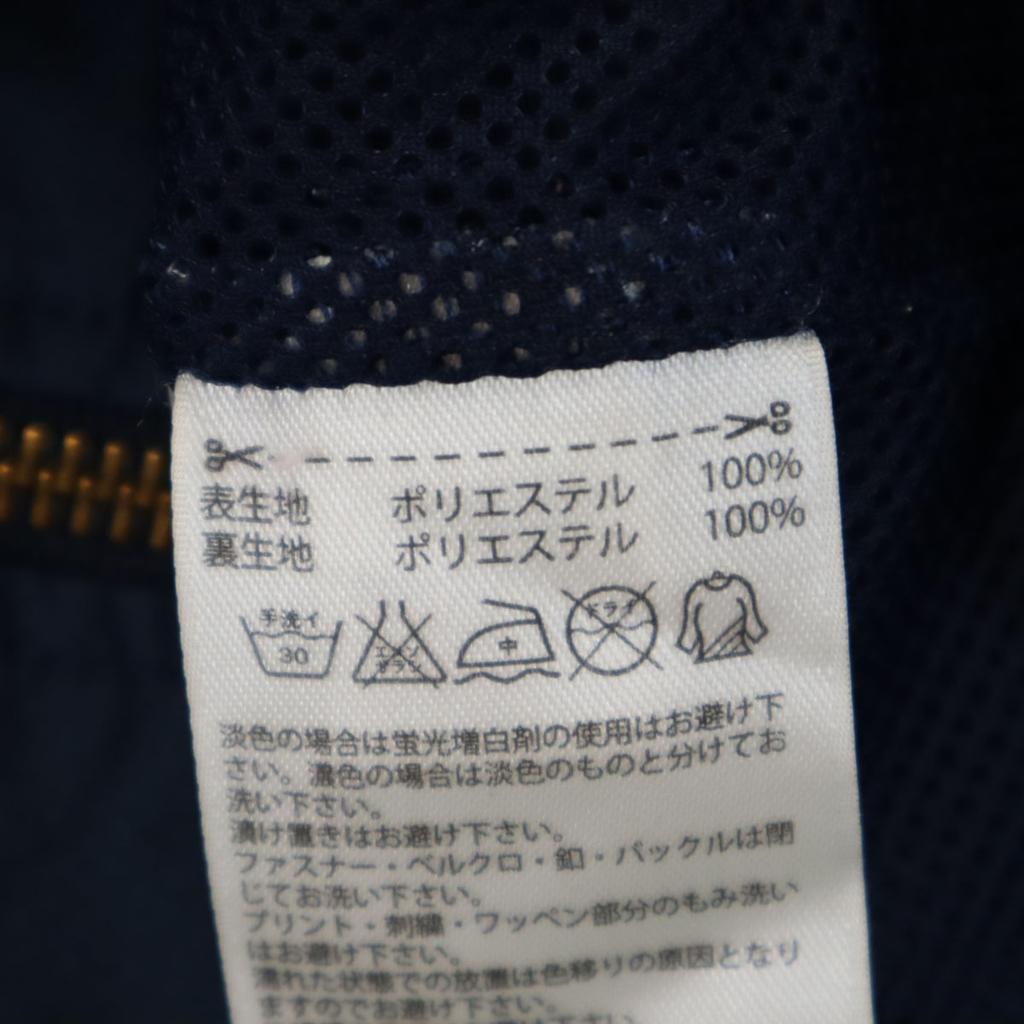 表生地 ポリエステル 100%
裏生地 ポリエステル 100%
手洗イ 30 エンソサラシ 中 ドライ
淡色の場合は蛍光増白剤の使用はお避け下
さい。濃色の場合は淡色のものと分けてお
洗い下さい。
漬け置きはお避け下さい。
ファスナー・ベルクロ・釦・バックルは閉
じてお洗い下さい。
プリント・刺繍・ワッペン部分のもみ洗い
はお避け下さい。
濡れた状態での放置は色移りの原因となり
ますのでお避け下さい。